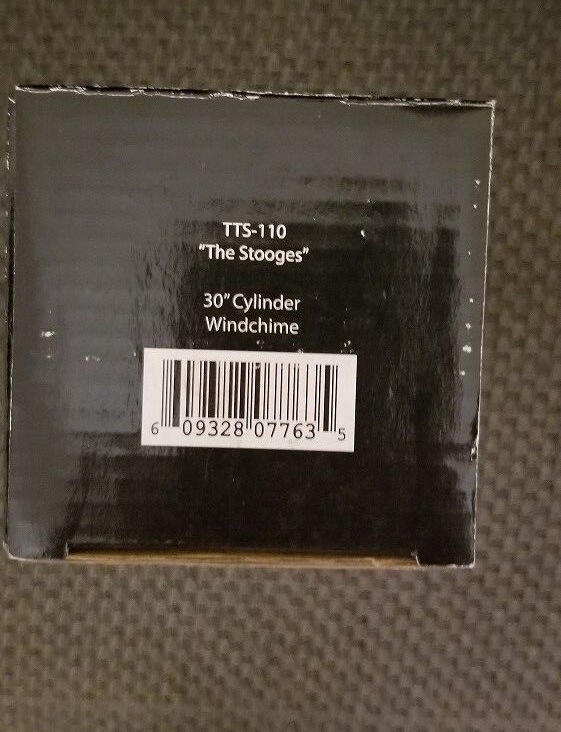 TTS-110
"The Stooges"
30" Cylinder
Windchime
6 09328 07763 5